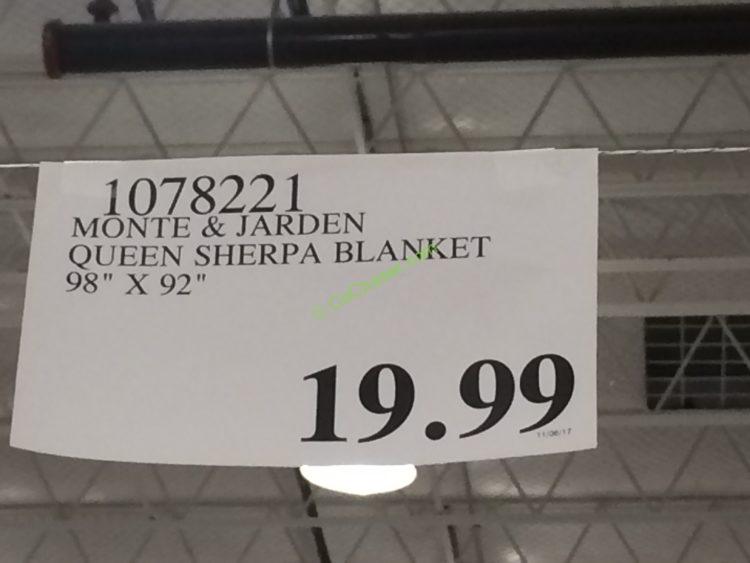 1078221
MONTE & JARDEN
QUEEN SHERPA BLANKET
98" X 92"
19.99
11/06/17